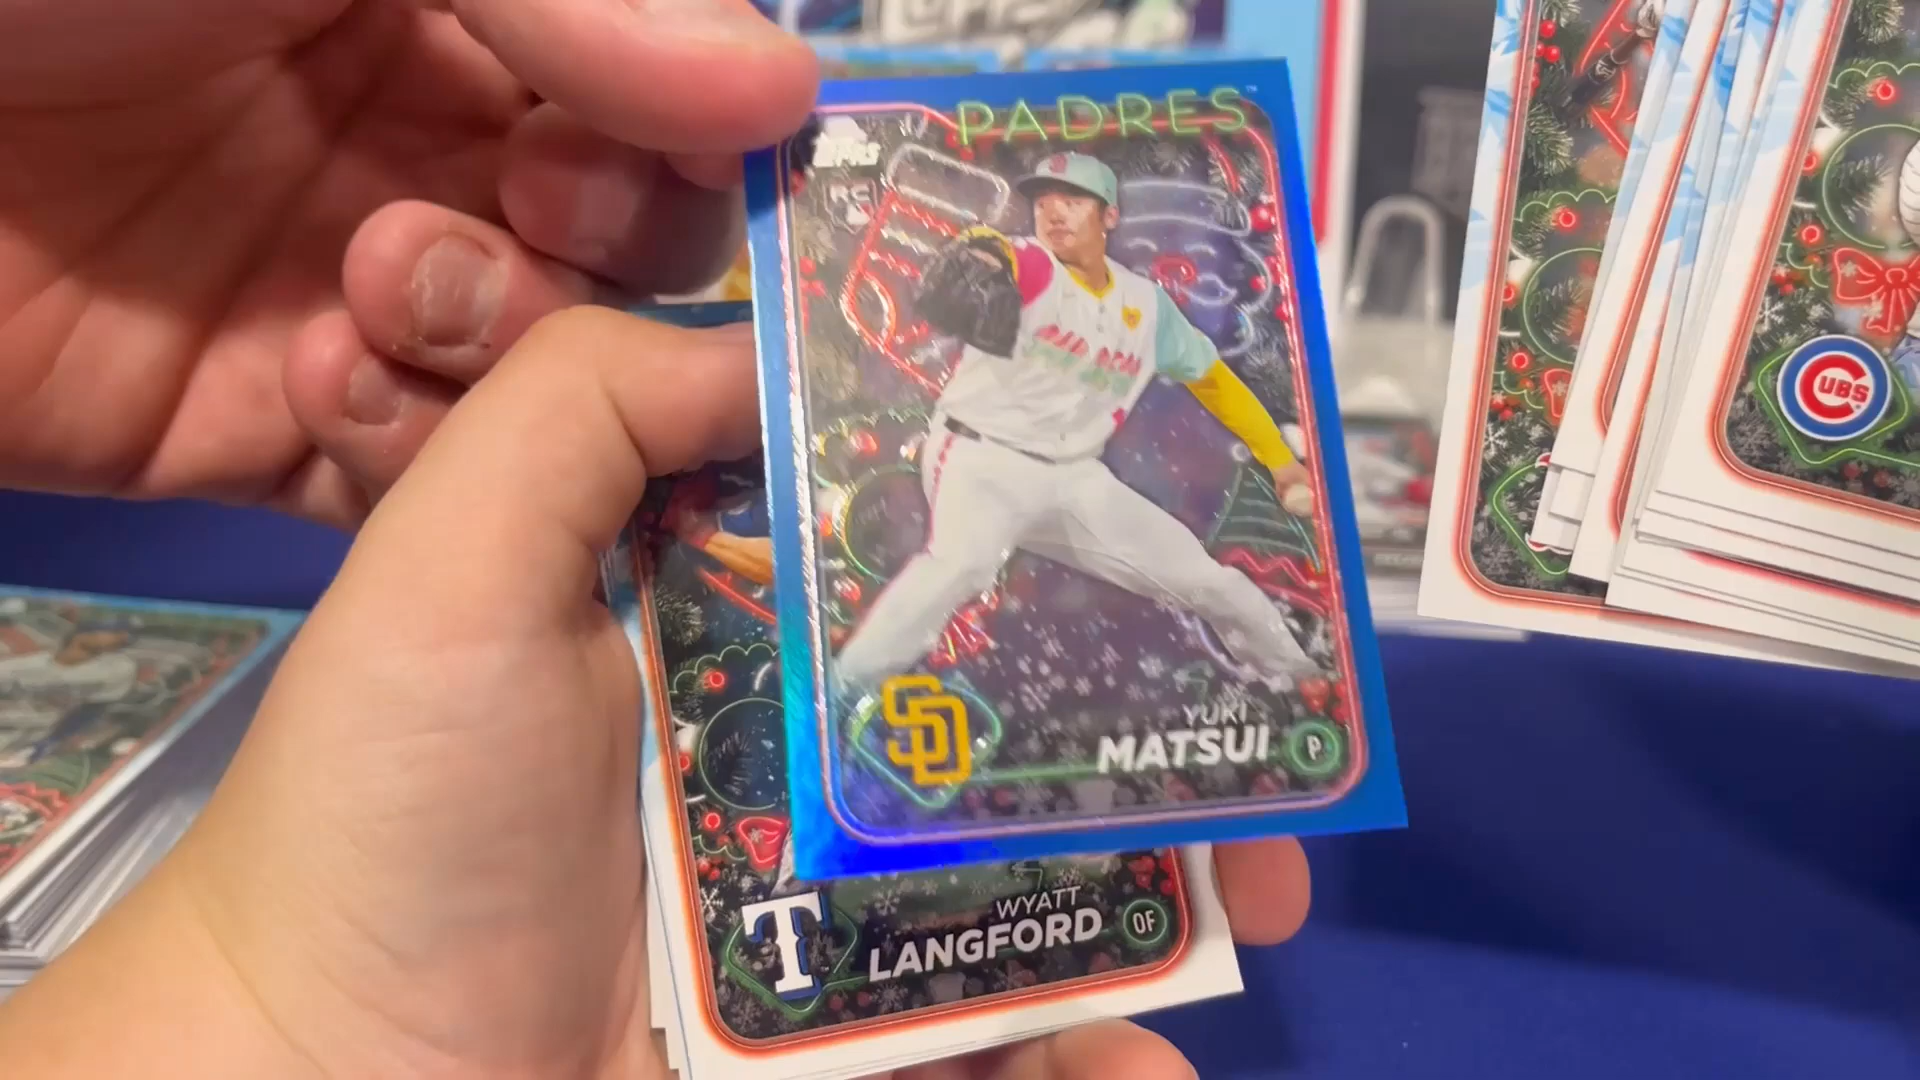 PADRES
TOPPS
RC
SD
YUKI
MATSUI P
T
WYATT
LANGFORD OF
CUBS